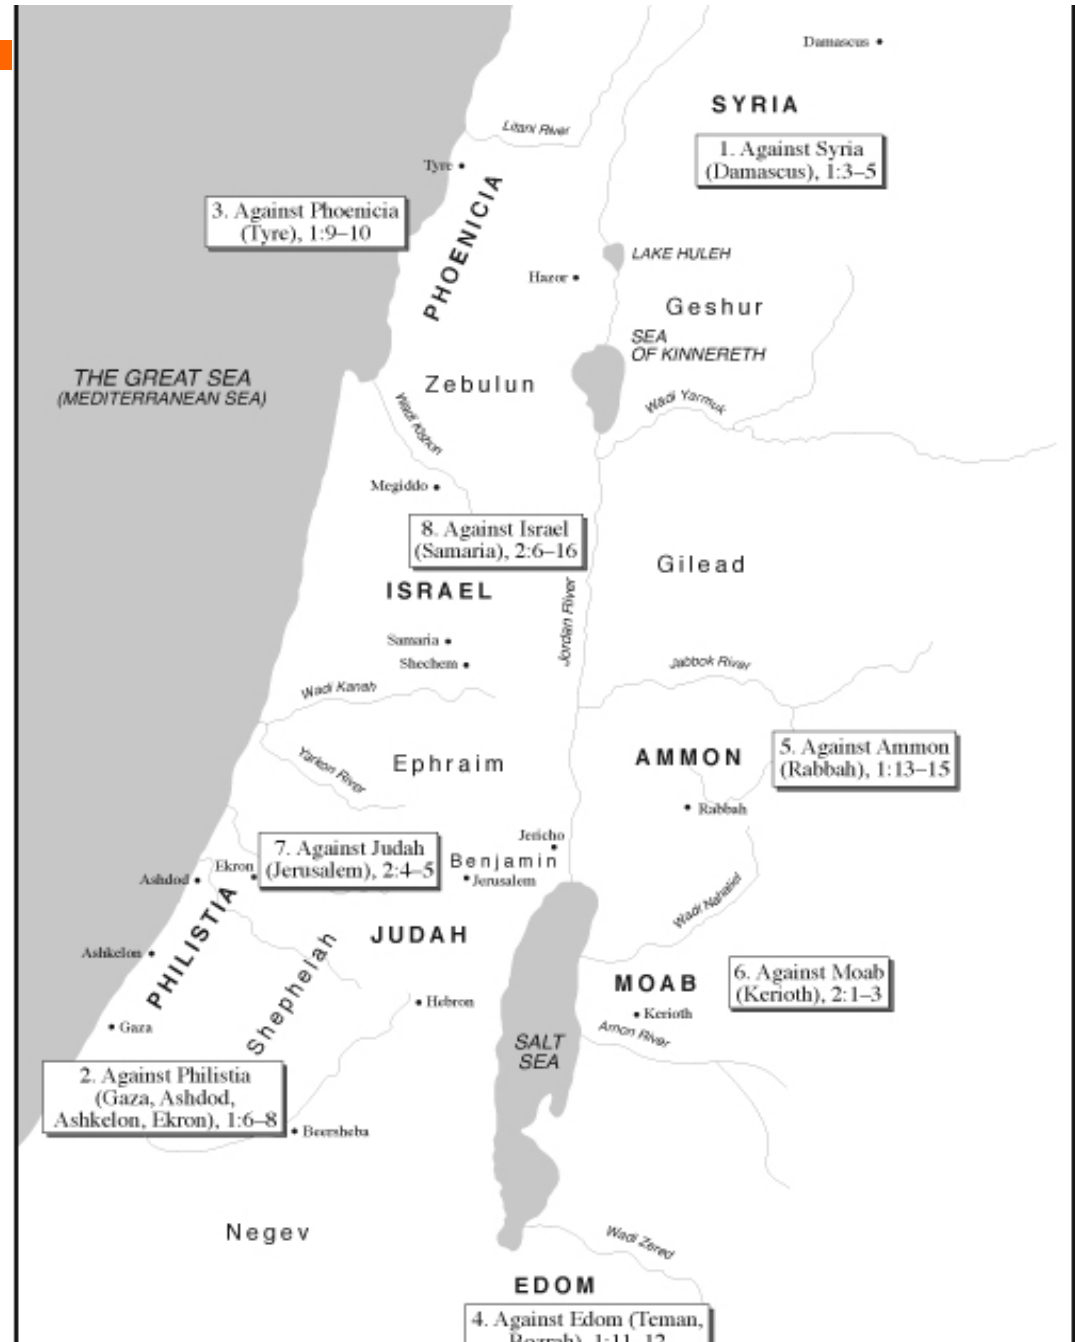 Damascus
SYRIA
1. Against Syria
(Damascus), 1:3–5
Litani River
Tyre
PHOENICIA
3. Against Phoenicia
(Tyre), 1:9–10
LAKE HULEH
Hazor
Geshur
SEA
OF KINNERETH
THE GREAT SEA
(MEDITERRANEAN SEA)
Zebulun
Wadi Yarmuk
Wadi Kishon
Megiddo
8. Against Israel
(Samaria), 2:6–16
Gilead
ISRAEL
Jordan River
Samaria
Shechem
Jabbok River
Wadi Kanah
AMMON
5. Against Ammon
(Rabbah), 1:13–15
Ephraim
Yarkon River
Rabbah
Jericho
7. Against Judah
(Jerusalem), 2:4–5
Benjamin
Jerusalem
Ekron
Ashdod
Wadi Nahaliel
PHILISTIA
JUDAH
Shephelah
Ashkelon
MOAB
6. Against Moab
(Kerioth), 2:1–3
Hebron
Kerioth
Gaza
Arnon River
SALT
SEA
2. Against Philistia
(Gaza, Ashdod,
Ashkelon, Ekron), 1:6–8
Beersheba
Negev
Wadi Zered
EDOM
4. Against Edom (Teman,
Bozrah), 1:11–12